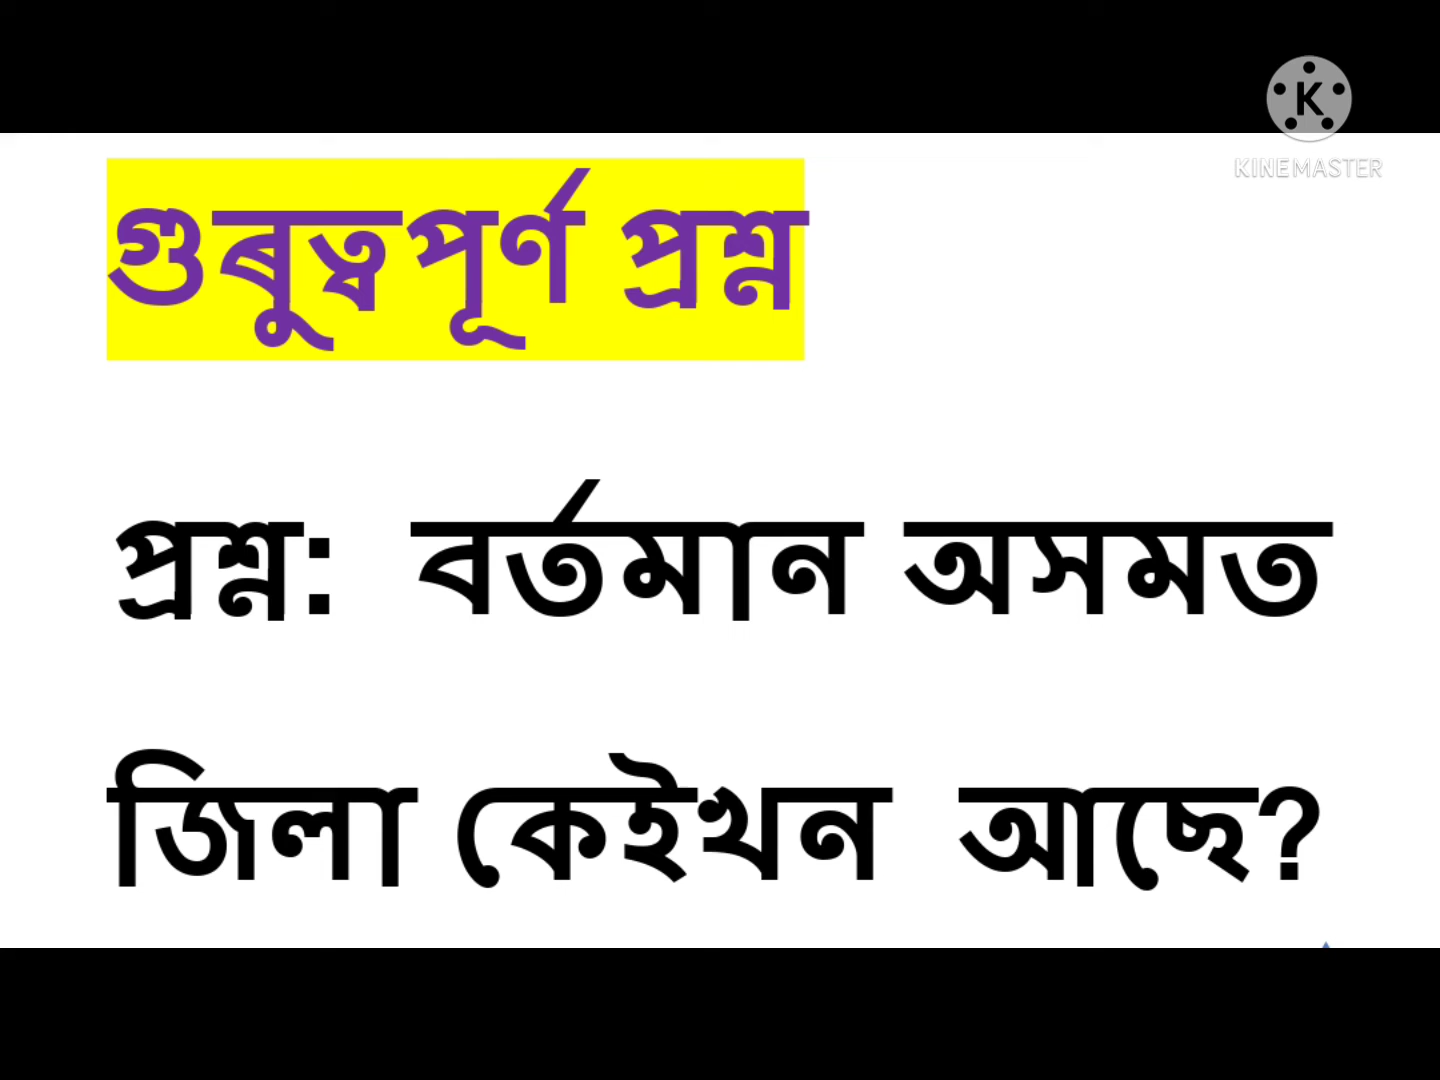 KINEMASTER
গুৰুত্বপূৰ্ণ প্ৰশ্ন
প্ৰশ্ন: বৰ্তমান অসমত
জিলা কেইখন আছে?